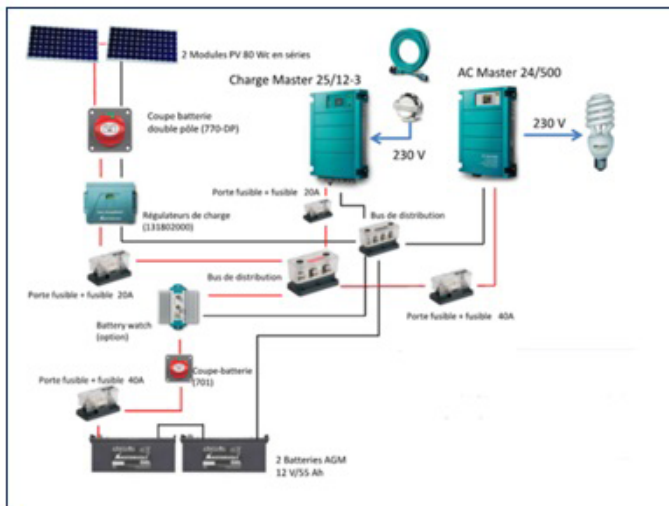 2 Modules PV 80 Wc en séries
Charge Master 25/12-3
AC Master 24/500
Coupe batterie
double pôle (770-DP)
230 V
230 V
Porte fusible + fusible 20A
Régulateurs de charge
(131802000)
Bus de distribution
Bus de distribution
Porte fusible + fusible 20A
Porte fusible + fusible 40A
Battery watch
(option)
Coupe-batterie
(701)
Porte fusible + fusible 40A
2 Batteries AGM
12 V/55 Ah